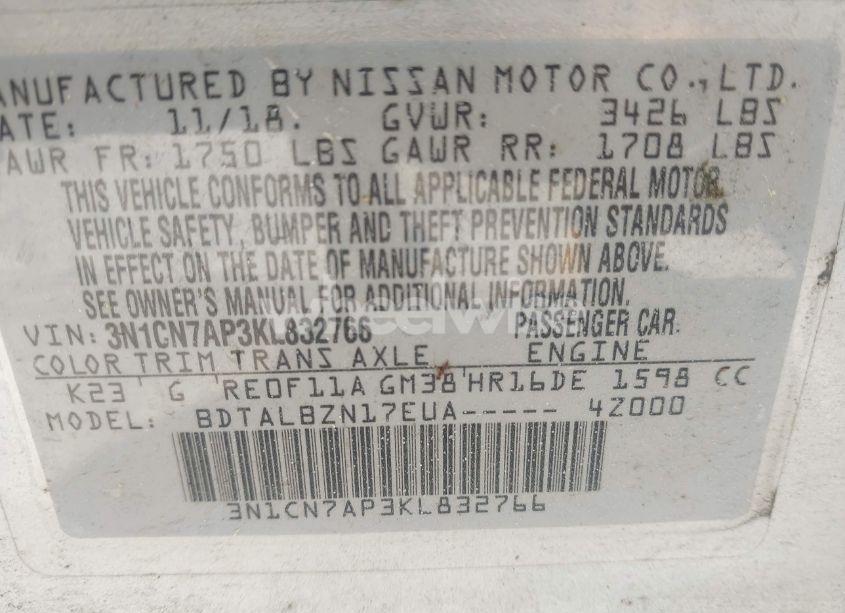 ANUFACTURED BY NISSAN MOTOR CO., LTD.
ATE: 11/18. GVWR: 3426 LBS
AWR FR: 1750 LBS GAWR RR: 1708 LBS
THIS VEHICLE CONFORMS TO ALL APPLICABLE FEDERAL MOTOR
VEHICLE SAFETY, BUMPER AND THEFT PREVENTION STANDARDS
IN EFFECT ON THE DATE OF MANUFACTURE SHOWN ABOVE.
SEE OWNER'S MANUAL FOR ADDITIONAL INFORMATION
VIN: 3N1CN7AP3KL832766 PASSENGER CAR
COLOR TRIM TRANS AXLE ENGINE
K23 G RE0F11A GM38 HR16DE 1598 CC
MODEL: BDTALBZN17EUA----- 4Z000
3N1CN7AP3KL832766